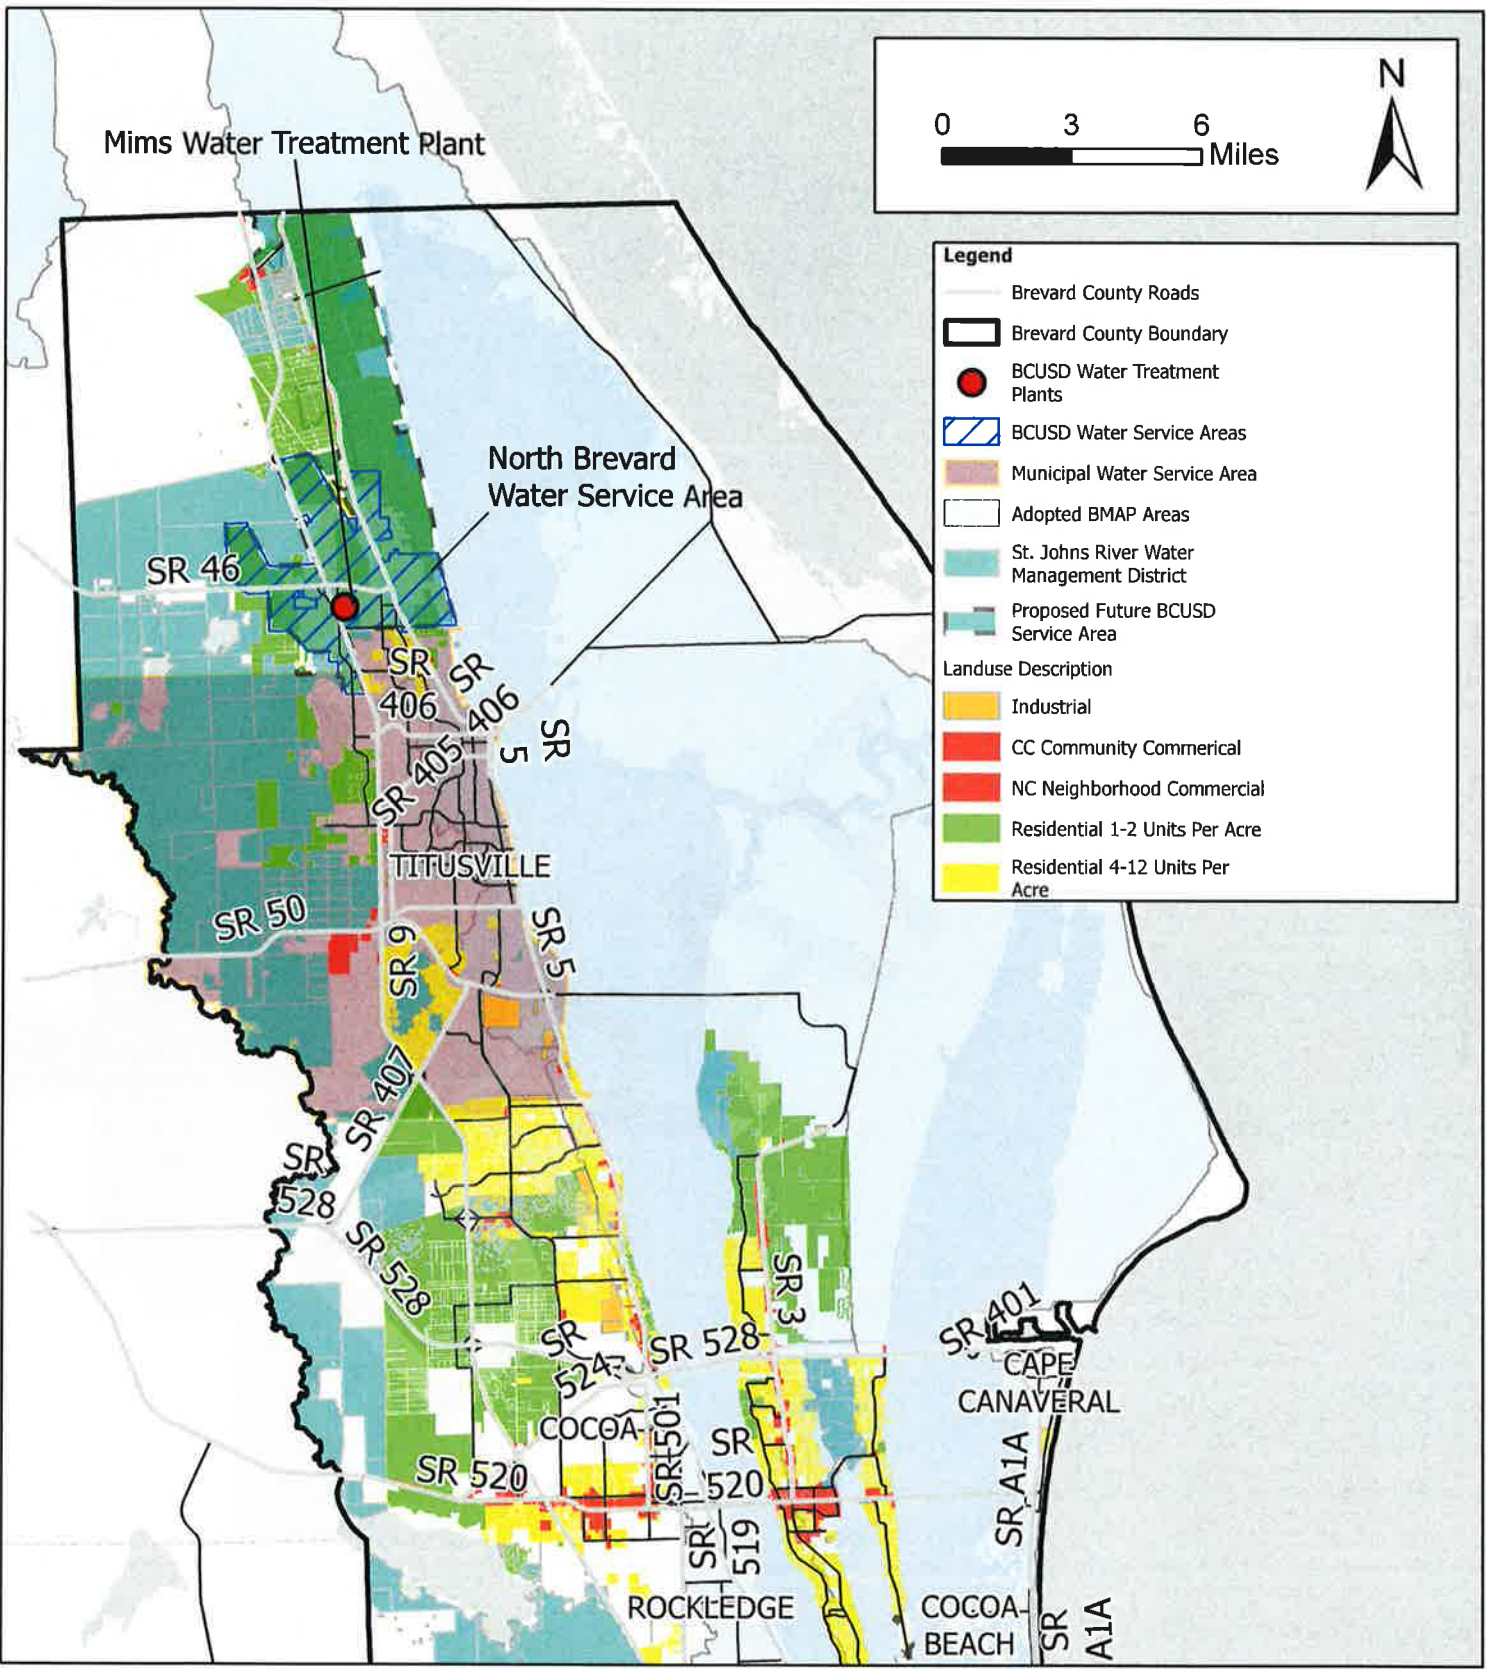 N
0 3 6
Miles
Mims Water Treatment Plant
Legend
Brevard County Roads
Brevard County Boundary
BCUSD Water Treatment
Plants
BCUSD Water Service Areas
Municipal Water Service Area
Adopted BMAP Areas
St. Johns River Water
Management District
Proposed Future BCUSD
Service Area
Landuse Description
Industrial
CC Community Commerical
NC Neighborhood Commercial
Residential 1-2 Units Per Acre
Residential 4-12 Units Per
Acre
North Brevard
Water Service Area
SR 46
SR
406
SR
406
SR
5
SR 405
TITUSVILLE
SR 50
SR 9
SR 5
SR 407
SR
528
SR 528
SR 3
SR
524
SR 528
SR 401
CAPE
CANAVERAL
COCOA
SR 501
SR
520
SR 520
SR A1A
SR
519
ROCKLEDGE
COCOA
BEACH
SR
A1A